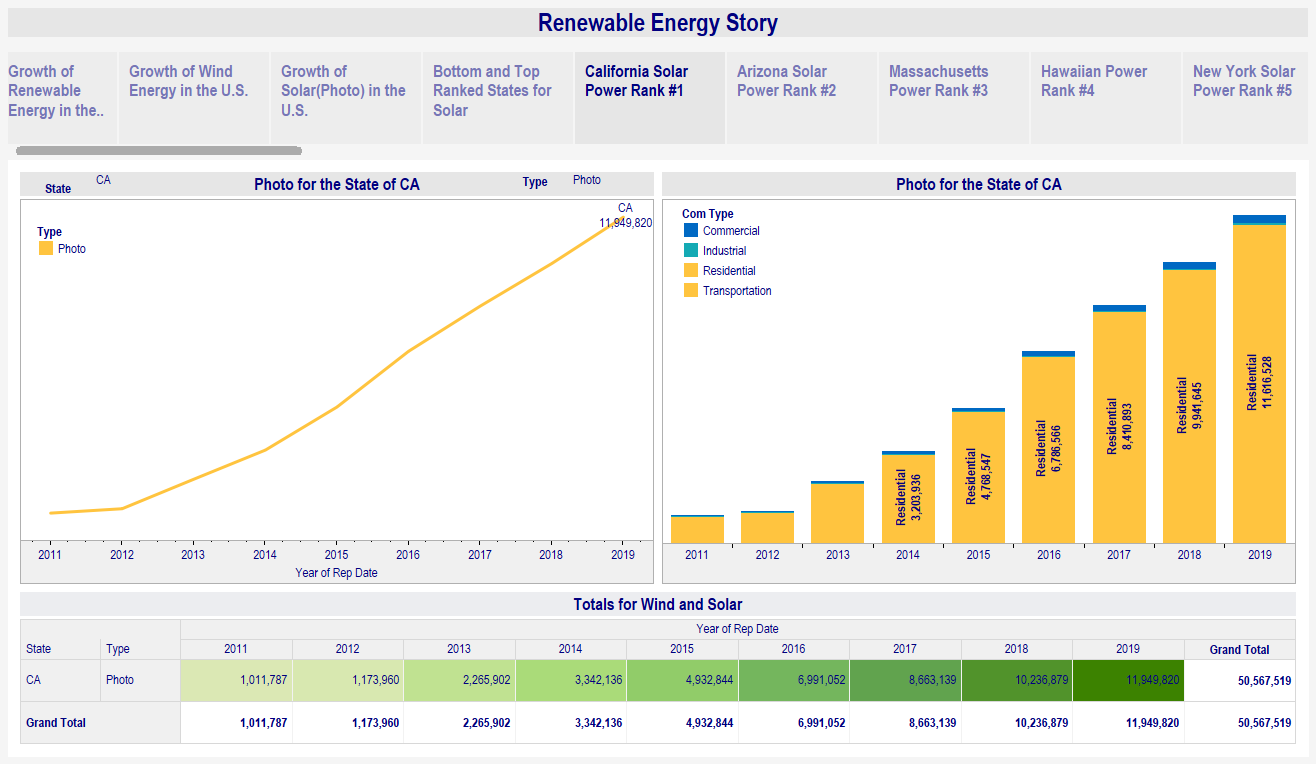 Renewable Energy Story
Growth of
Renewable
Energy in the..
Growth of Wind
Energy in the U.S.
Growth of
Solar(Photo) in the
U.S.
Bottom and Top
Ranked States for
Solar
California Solar
Power Rank #1
Arizona Solar
Power Rank #2
Massachusetts
Power Rank #3
Hawaiian Power
Rank #4
New York Solar
Power Rank #5
State CA Photo for the State of CA Type Photo
Type
Photo
CA
11,949,820
2011 2012 2013 2014 2015 2016 2017 2018 2019
Year of Rep Date
Photo for the State of CA
Com Type
Commercial
Industrial
Residential
Transportation
Residential
3,203,936
Residential
4,768,547
Residential
6,786,566
Residential
8,410,893
Residential
9,941,645
Residential
11,616,528
2011 2012 2013 2014 2015 2016 2017 2018 2019
Totals for Wind and Solar
Year of Rep Date
State Type 2011 2012 2013 2014 2015 2016 2017 2018 2019 Grand Total
CA Photo 1,011,787 1,173,960 2,265,902 3,342,136 4,932,844 6,991,052 8,663,139 10,236,879 11,949,820 50,567,519
Grand Total 1,011,787 1,173,960 2,265,902 3,342,136 4,932,844 6,991,052 8,663,139 10,236,879 11,949,820 50,567,519